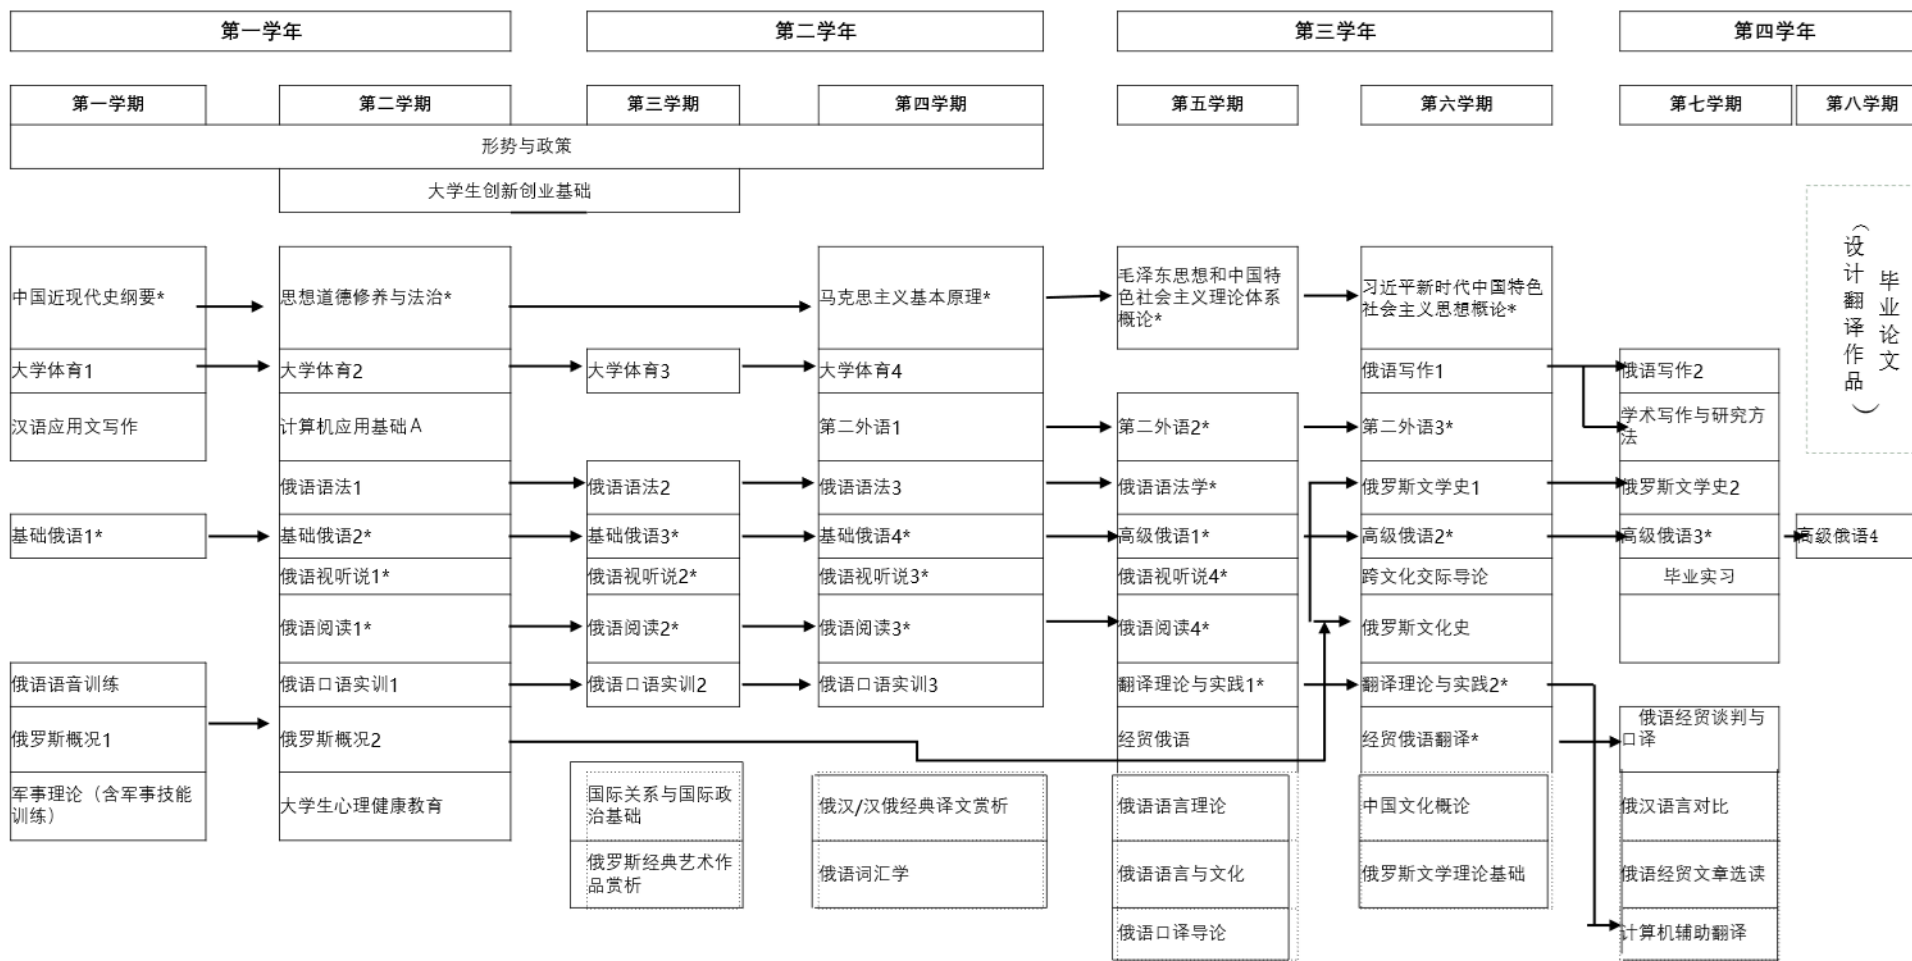 第一学年
第二学年
第三学年
第四学年
第一学期
第二学期
第三学期
第四学期
第五学期
第六学期
第七学期
第八学期
形势与政策
大学生创新创业基础
中国近现代史纲要*
思想道德修养与法治*
马克思主义基本原理*
毛泽东思想和中国特
色社会主义理论体系
概论*
习近平新时代中国特色
社会主义思想概论*
毕业论文
（设计翻译作品）
大学体育1
大学体育2
大学体育3
大学体育4
俄语写作1
俄语写作2
汉语应用文写作
计算机应用基础A
第二外语1
第二外语2*
第二外语3*
学术写作与研究方
法
俄语语法1
俄语语法2
俄语语法3
俄语语法学*
俄罗斯文学史1
俄罗斯文学史2
基础俄语1*
基础俄语2*
基础俄语3*
基础俄语4*
高级俄语1*
高级俄语2*
高级俄语3*
高级俄语4
俄语视听说1*
俄语视听说2*
俄语视听说3*
俄语视听说4*
跨文化交际导论
毕业实习
俄语阅读1*
俄语阅读2*
俄语阅读3*
俄语阅读4*
俄罗斯文化史
俄语语音训练
俄语口语实训1
俄语口语实训2
俄语口语实训3
翻译理论与实践1*
翻译理论与实践2*
俄罗斯概况1
俄罗斯概况2
经贸俄语
经贸俄语翻译*
俄语经贸谈判与
口译
军事理论（含军事技能
训练）
大学生心理健康教育
国际关系与国际政
治基础
俄汉/汉俄经典译文赏析
俄语语言理论
中国文化概论
俄汉语言对比
俄罗斯经典艺术作
品赏析
俄语词汇学
俄语语言与文化
俄罗斯文学理论基础
俄语经贸文章选读
俄语口译导论
计算机辅助翻译